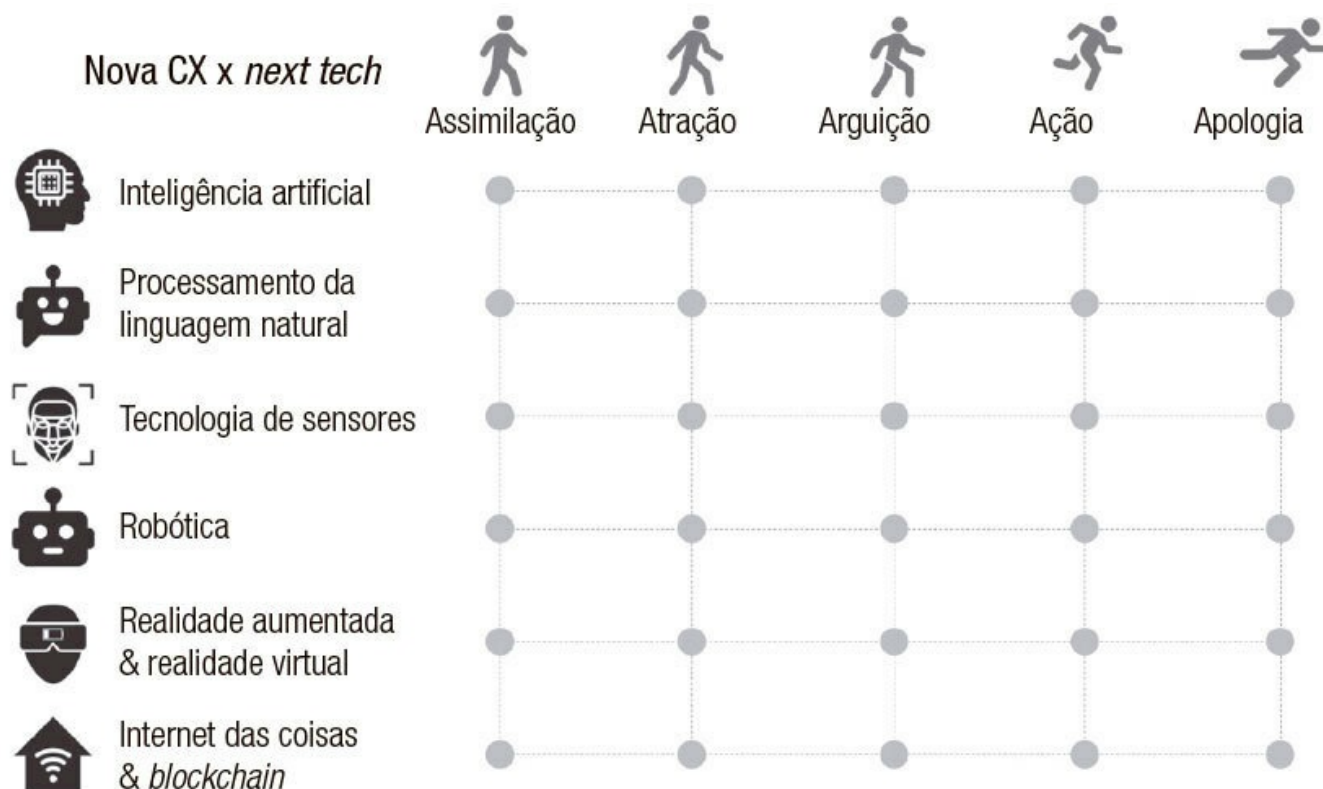 Nova CX x next tech
Assimilação
Atração
Arguição
Ação
Apologia
Inteligência artificial
Processamento da
linguagem natural
Tecnologia de sensores
Robótica
Realidade aumentada
& realidade virtual
Internet das coisas
& blockchain